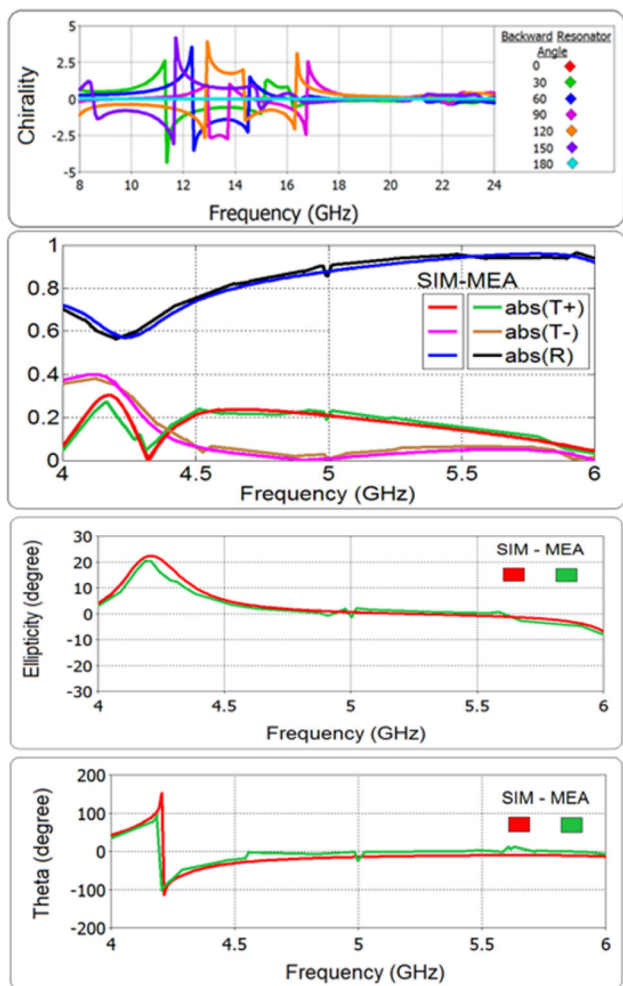 5
2.5
0
-2.5
-5
Chirality
8 10 12 14 16 18 20 22 24
Frequency (GHz)
Backward Resonator
Angle
0
30
60
90
120
150
180
1
0.8
0.6
0.4
0.2
0
SIM-MEA
abs(T+)
abs(T-)
abs(R)
4 4.5 5 5.5 6
Frequency (GHz)
30
20
10
0
-10
-20
-30
Ellipticity (degree)
SIM - MEA
4 4.5 5 5.5 6
Frequency (GHz)
200
100
0
-100
-200
Theta (degree)
SIM - MEA
4 4.5 5 5.5 6
Frequency (GHz)